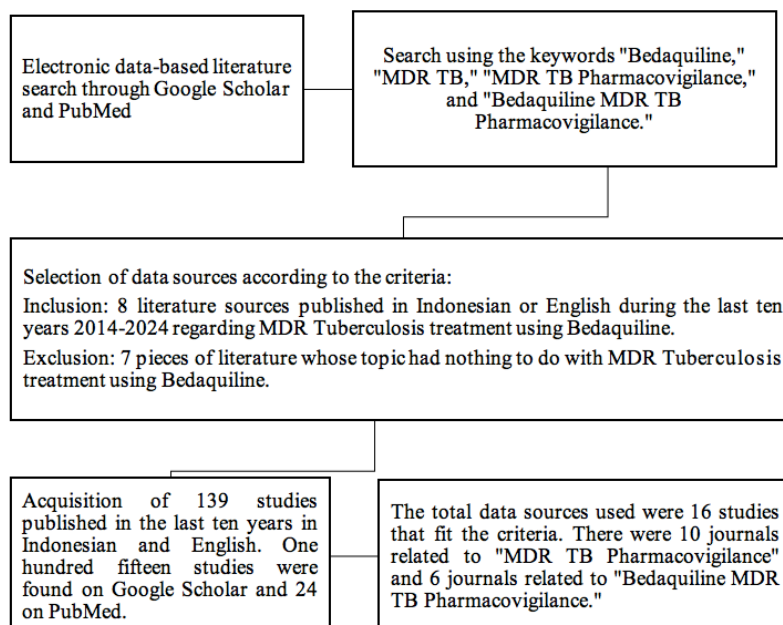 Electronic data-based literature
search through Google Scholar
and PubMed
Search using the keywords "Bedaquiline,"
"MDR TB," "MDR TB Pharmacovigilance,"
and "Bedaquiline MDR TB
Pharmacovigilance."
Selection of data sources according to the criteria:
Inclusion: 8 literature sources published in Indonesian or English during the last ten
years 2014-2024 regarding MDR Tuberculosis treatment using Bedaquiline.
Exclusion: 7 pieces of literature whose topic had nothing to do with MDR Tuberculosis
treatment using Bedaquiline.
Acquisition of 139 studies
published in the last ten years in
Indonesian and English. One
hundred fifteen studies were
found on Google Scholar and 24
on PubMed.
The total data sources used were 16 studies
that fit the criteria. There were 10 journals
related to "MDR TB Pharmacovigilance"
and 6 journals related to "Bedaquiline MDR
TB Pharmacovigilance."